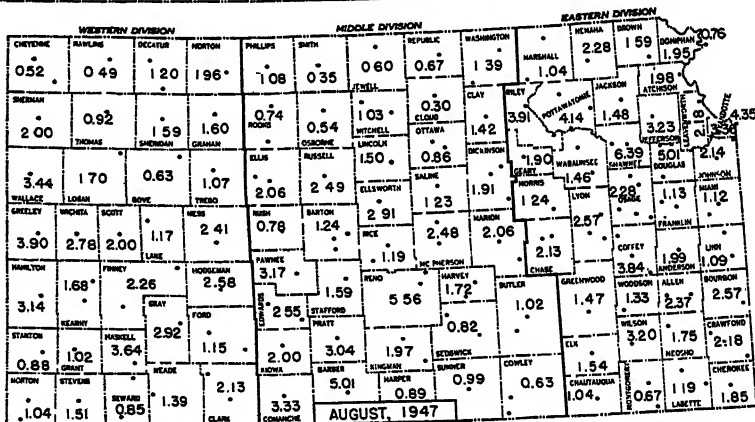 WESTERN DIVISION MIDDLE DIVISION EASTERN DIVISION
CHEYENNE RAWLINS DECATUR NORTON PHILLIPS SMITH REPUBLIC WASHINGTON MARSHALL NEMAHA BROWN DONIPHAN
0.52 0.49 1.20 1.96 1.08 0.35 0.60 0.67 1.39 1.04 2.28 1.59 1.95 0.76
JEWELL
SHERMAN ROOKS CLAY RILEY POTTAWATOMIE JACKSON ATCHISON
2.00 0.92 1.59 1.60 0.74 0.54 1.03 0.30 1.42 3.91 4.14 1.48 1.98 3.23 2.18 4.35
THOMAS SHERIDAN GRAHAM OSBORNE MITCHELL CLOUD JEFFERSON LEAVENWORTH WYANDOTTE
ELLIS RUSSELL LINCOLN OTTAWA DICKINSON GEARY WABAUNSEE SHAWNEE DOUGLAS JOHNSON
3.44 1.70 0.63 1.07 2.06 2.49 1.50 0.86 1.91 1.90 1.46 6.39 5.01 2.14
WALLACE LOGAN GOVE TREGO ELLSWORTH SALINE MORRIS LYON OSAGE FRANKLIN MIAMI
2.91 1.23 1.24 2.28 1.13 1.12
GREELEY WICHITA SCOTT LANE NESS RUSH BARTON RICE MC PHERSON MARION CHASE COFFEY ANDERSON LINN
3.90 2.78 2.00 1.17 2.41 0.78 1.24 1.19 2.48 2.06 2.13 2.57 3.84 1.99 1.09
HAMILTON KEARNY FINNEY HODGEMAN PAWNEE STAFFORD RENO HARVEY BUTLER GREENWOOD WOODSON ALLEN BOURBON
3.14 1.68 2.26 2.58 3.17 1.59 5.56 1.72 1.02 1.47 1.33 2.37 2.57
GRAY FORD EDWARDS PRATT SEDGWICK WILSON NEOSHO CRAWFORD
2.92 1.15 2.55 0.82 3.20 1.75 2.18
STANTON GRANT HASKELL KIOWA KINGMAN ELK
0.88 1.02 3.64 2.00 3.04 1.97 1.54
MORTON STEVENS SEWARD MEADE CLARK COMANCHE BARBER HARPER SUMNER COWLEY CHAUTAUQUA MONTGOMERY LABETTE CHEROKEE
1.04 1.51 0.85 1.39 2.13 3.33 5.01 0.89 0.99 0.63 1.04 0.67 1.19 1.85
AUGUST, 1947